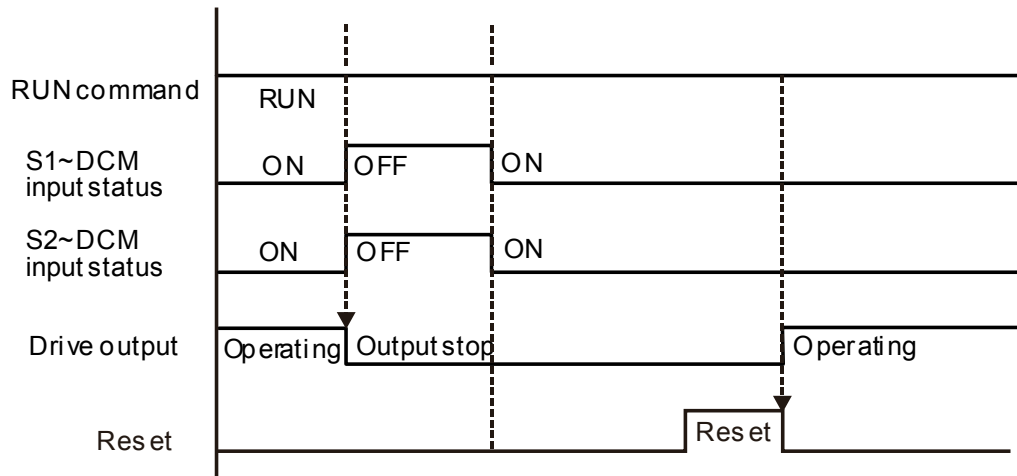 RUN command
RUN
S1~DCM
input status
ON
OFF
ON
S2~DCM
input status
ON
OFF
ON
Drive output
Operating
Output stop
Operating
Reset
Reset